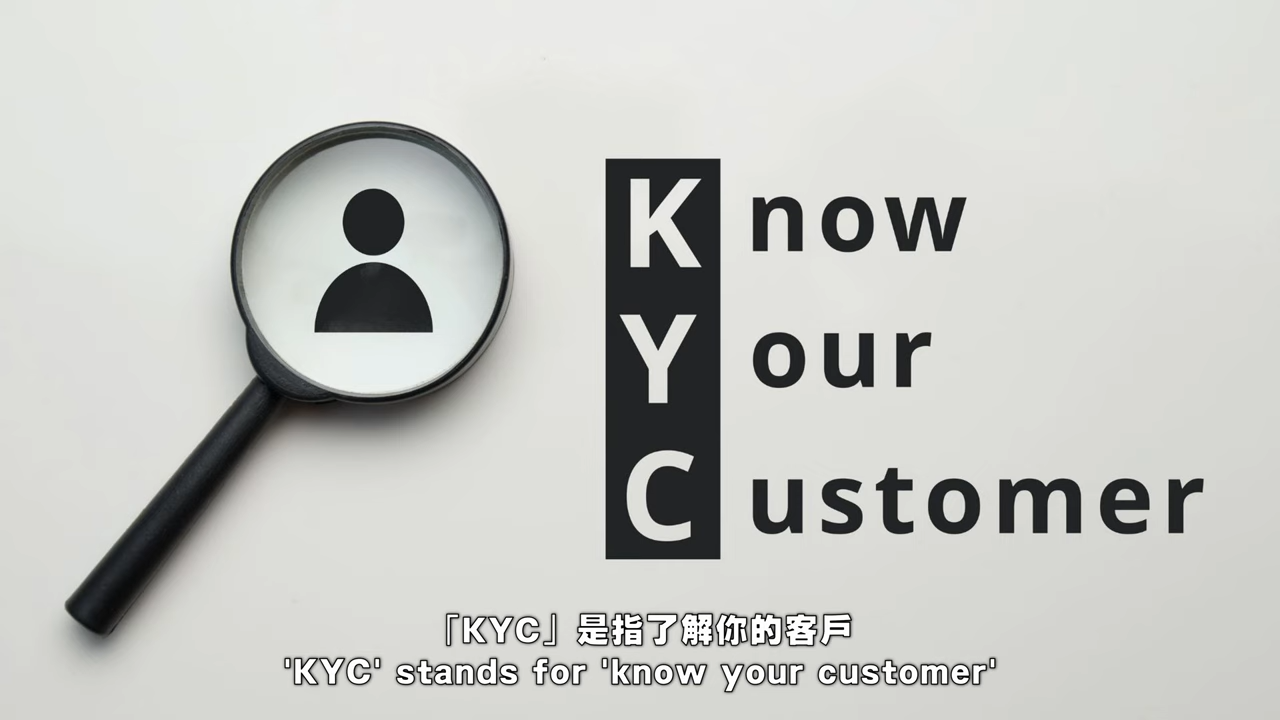 Know
Your
Customer
「KYC」是指了解你的客戶
'KYC' stands for 'know your customer'